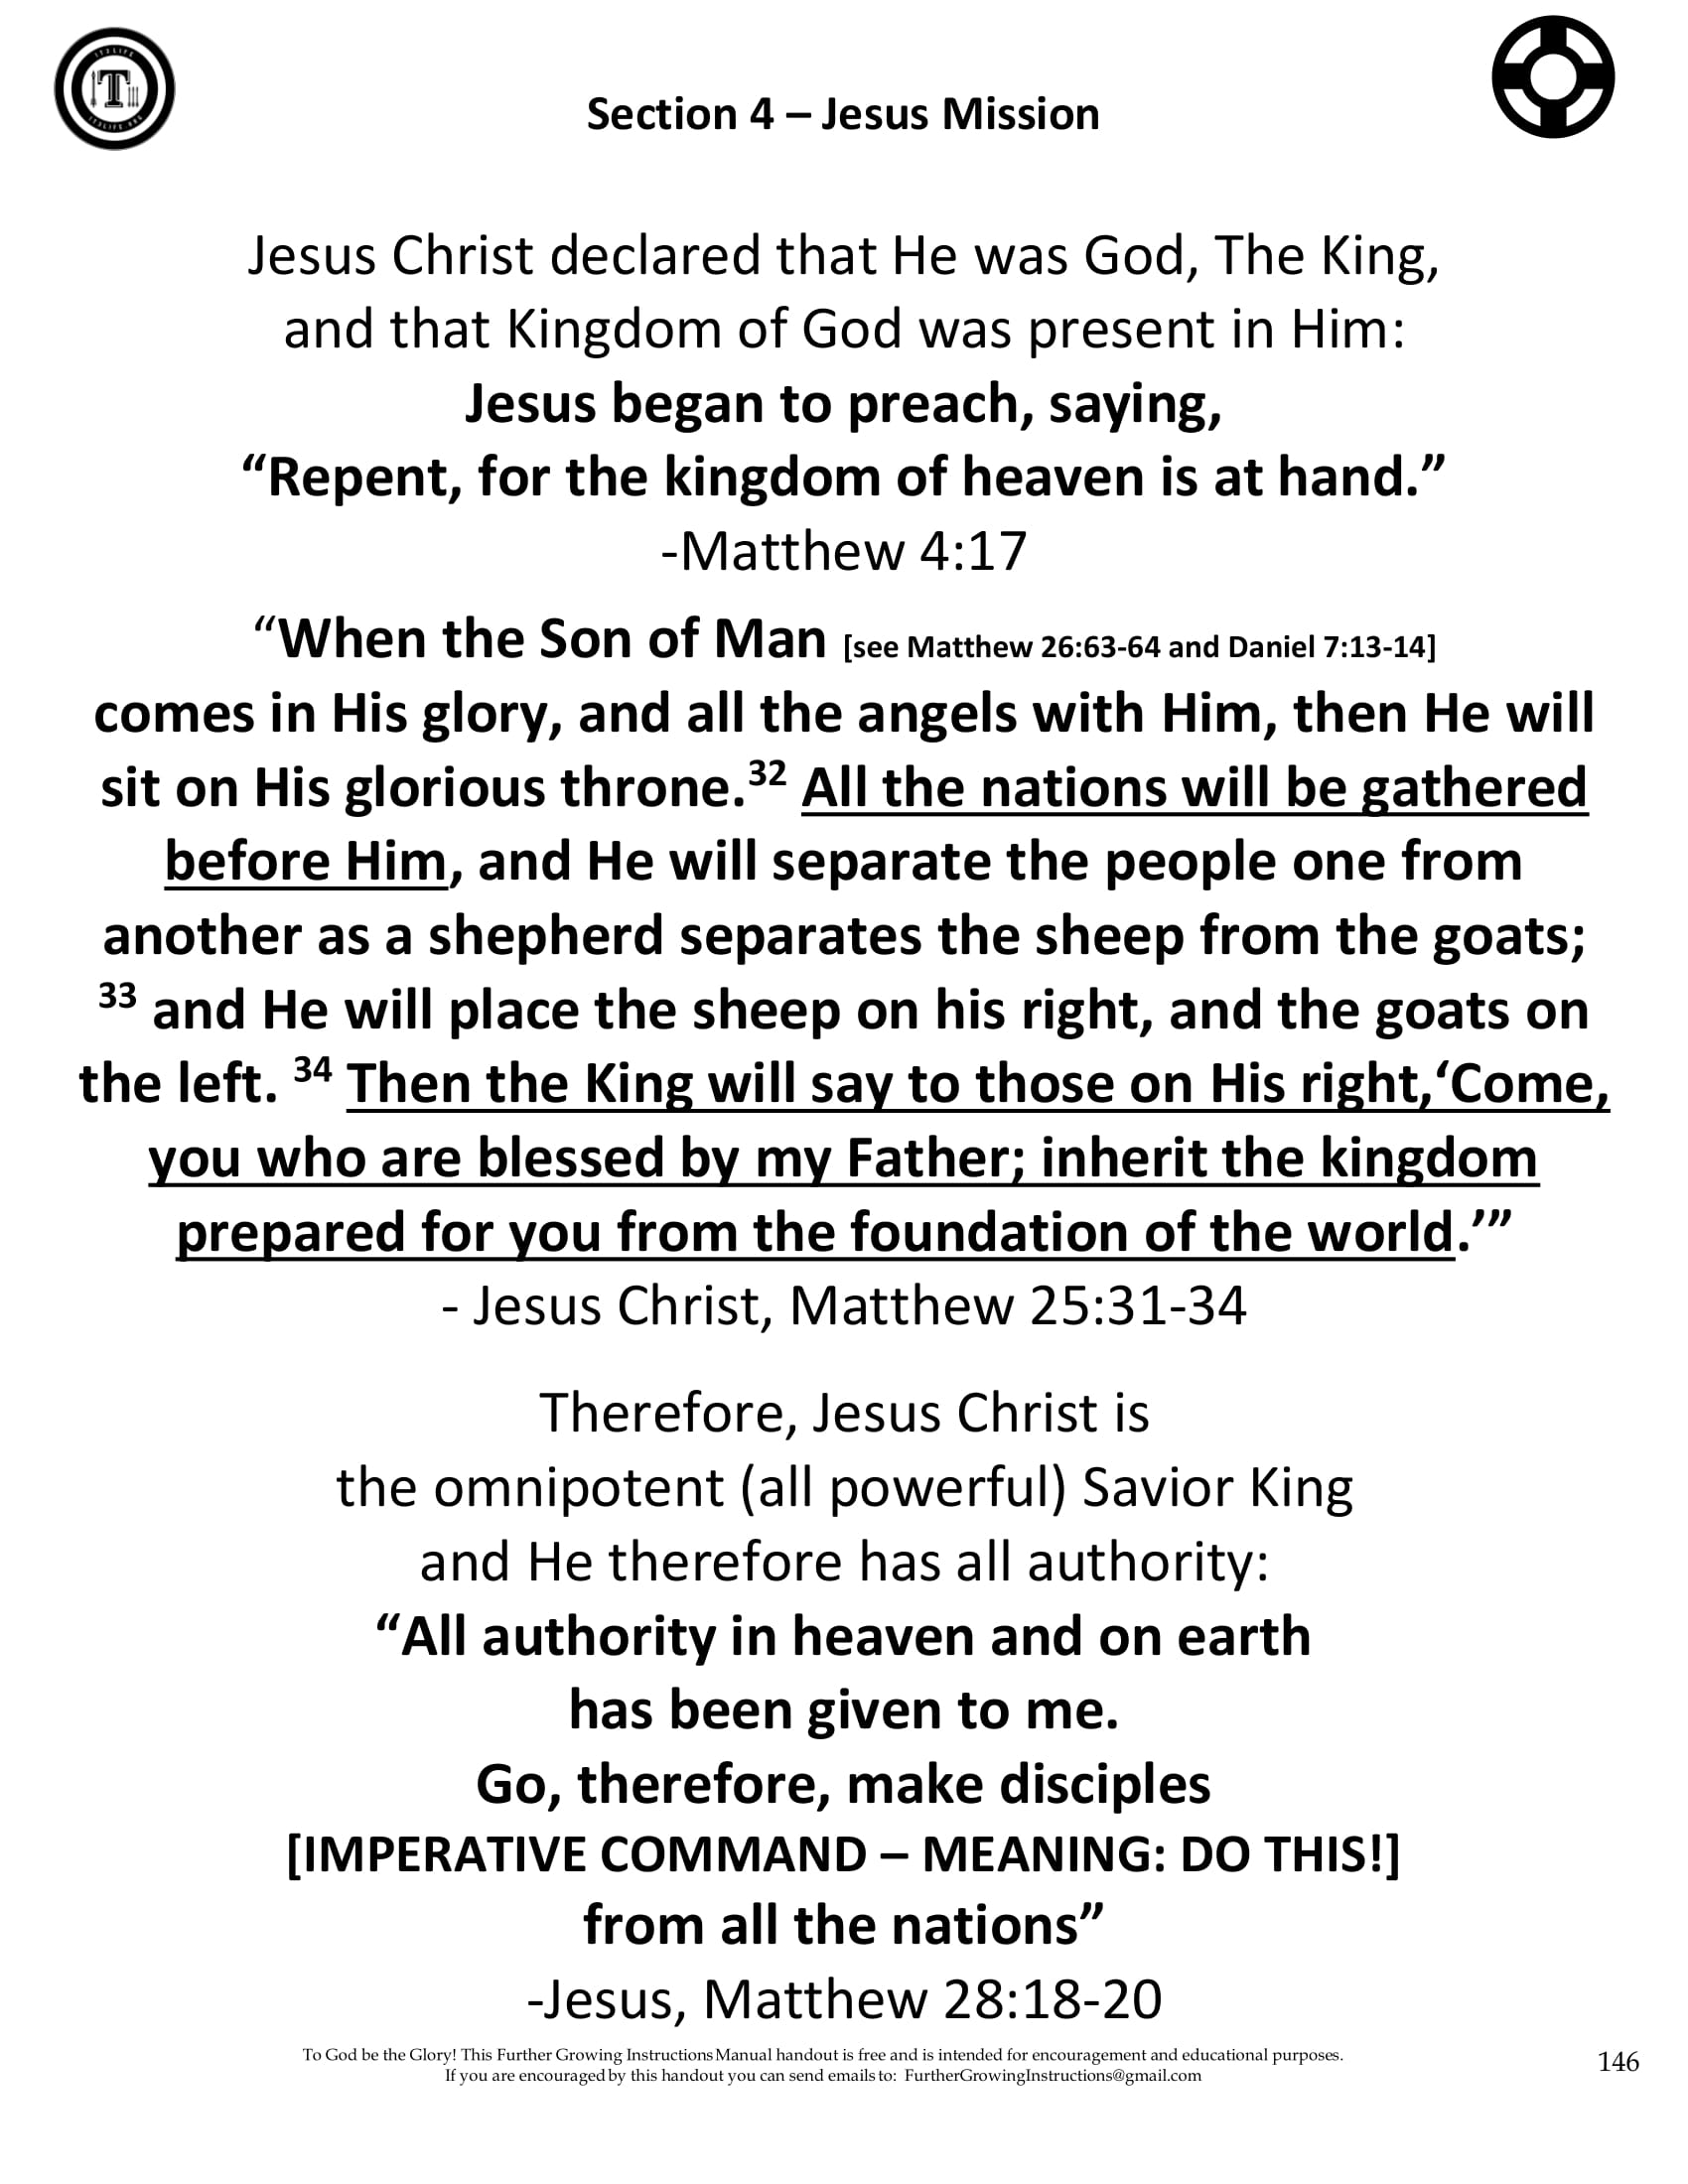 1S3LIFE
T
1S3LIFE.ORG
Section 4 – Jesus Mission
Jesus Christ declared that He was God, The King,
and that Kingdom of God was present in Him:
Jesus began to preach, saying,
“Repent, for the kingdom of heaven is at hand.”
-Matthew 4:17
“When the Son of Man [see Matthew 26:63-64 and Daniel 7:13-14]
comes in His glory, and all the angels with Him, then He will
sit on His glorious throne.32 All the nations will be gathered
before Him, and He will separate the people one from
another as a shepherd separates the sheep from the goats;
33 and He will place the sheep on his right, and the goats on
the left. 34 Then the King will say to those on His right,‘Come,
you who are blessed by my Father; inherit the kingdom
prepared for you from the foundation of the world.’”
- Jesus Christ, Matthew 25:31-34
Therefore, Jesus Christ is
the omnipotent (all powerful) Savior King
and He therefore has all authority:
“All authority in heaven and on earth
has been given to me.
Go, therefore, make disciples
[IMPERATIVE COMMAND – MEANING: DO THIS!]
from all the nations”
-Jesus, Matthew 28:18-20
To God be the Glory! This Further Growing Instructions Manual handout is free and is intended for encouragement and educational purposes.
If you are encouraged by this handout you can send emails to: FurtherGrowingInstructions@gmail.com
146